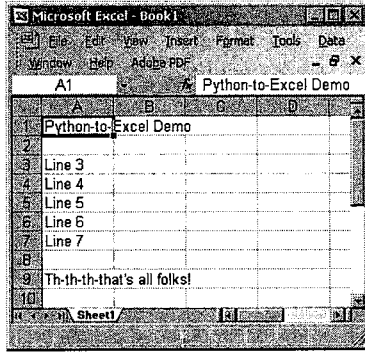 Microsoft Excel - Book1
File Edit View Insert Format Tools Data
Window Help Adobe PDF
A1 fx Python-to-Excel Demo
A B C D
1 Python-to-Excel Demo
2
3 Line 3
4 Line 4
5 Line 5
6 Line 6
7 Line 7
8
9 Th-th-th-that's all folks!
10
Sheet1